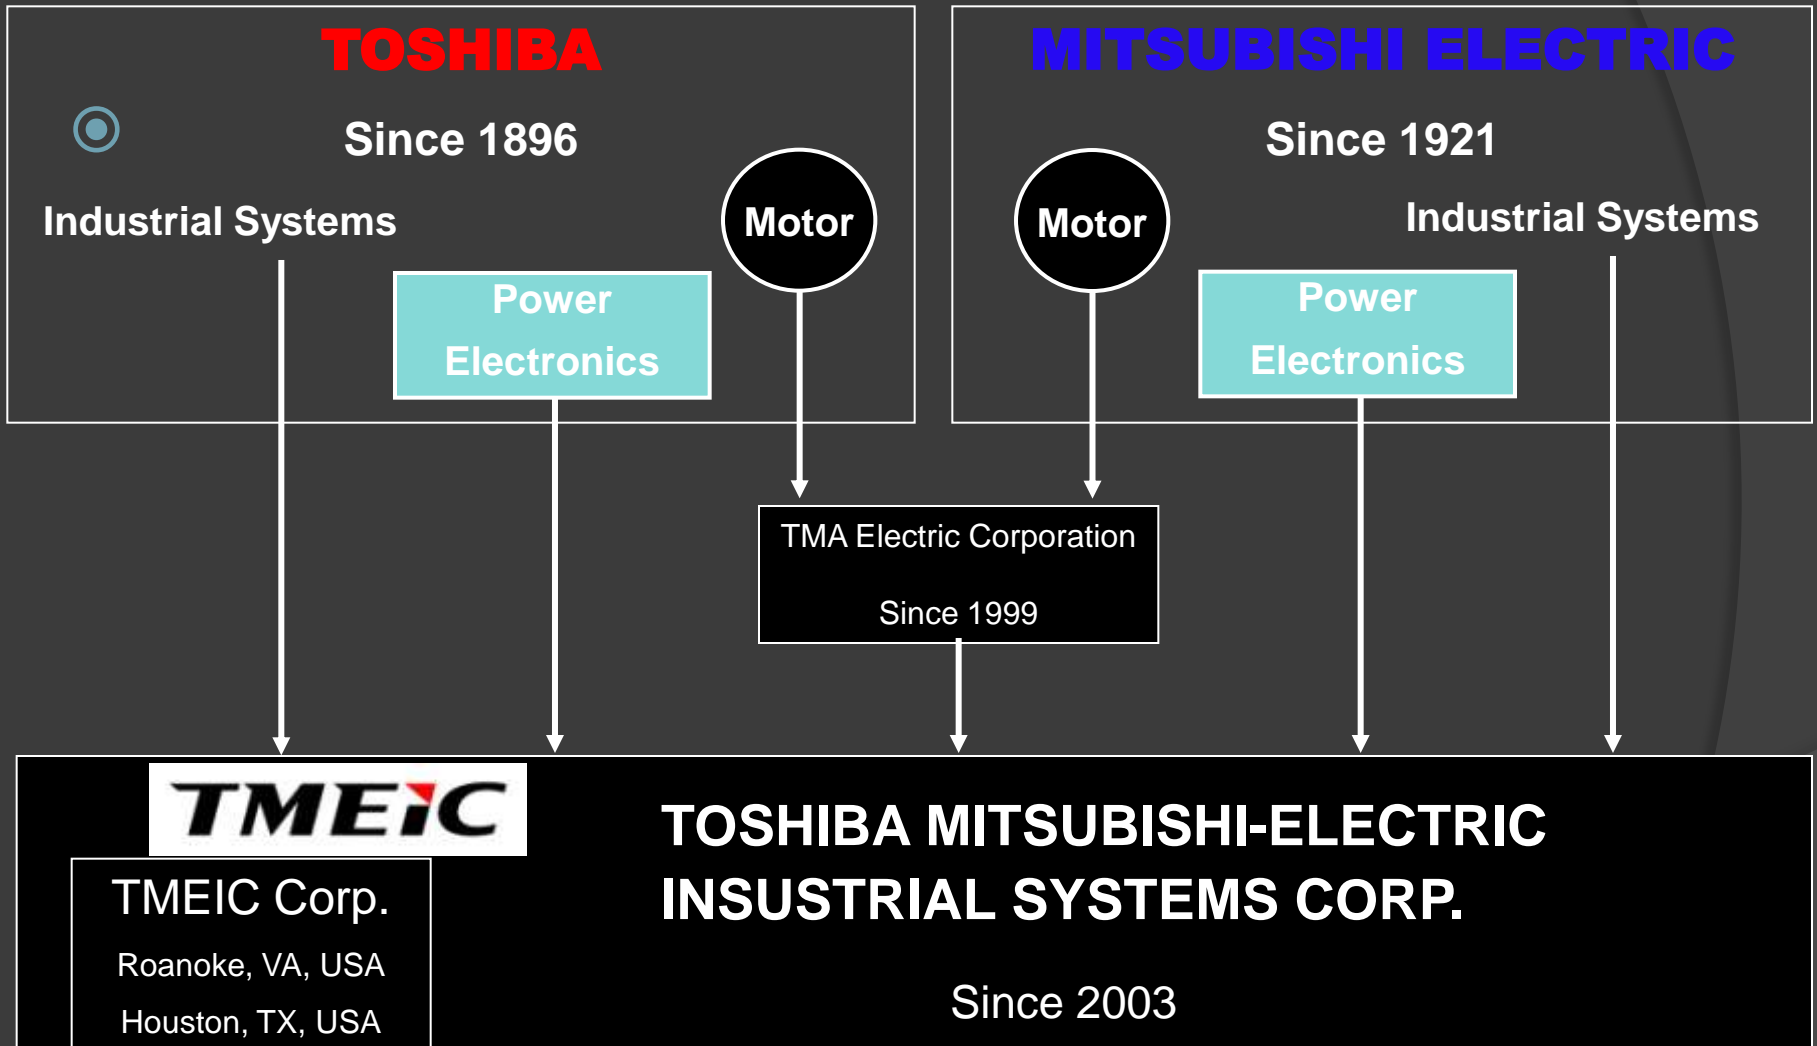 TOSHIBA
Since 1896
Industrial Systems
Power
Electronics
Motor
MITSUBISHI ELECTRIC
Since 1921
Motor
Power
Electronics
Industrial Systems
TMA Electric Corporation
Since 1999
TMEiC
TMEIC Corp.
Roanoke, VA, USA
Houston, TX, USA
TOSHIBA MITSUBISHI-ELECTRIC
INSUSTRIAL SYSTEMS CORP.
Since 2003